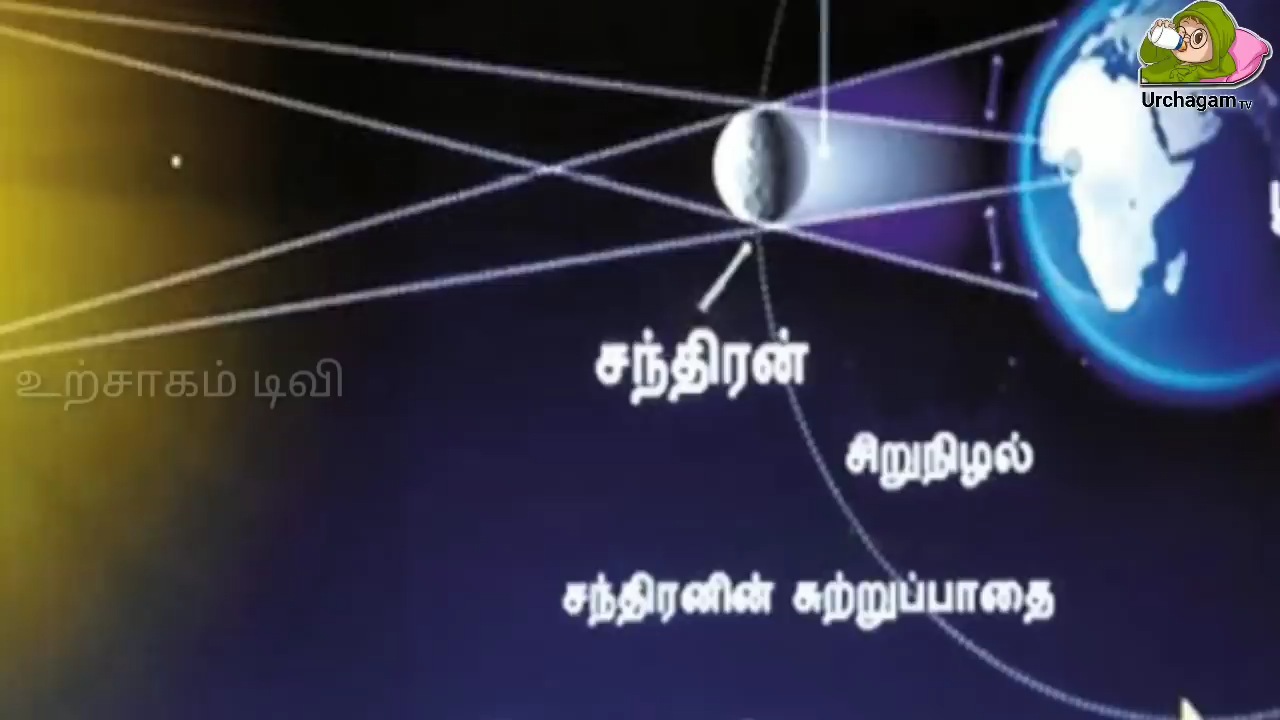 Urchagam TV
சந்திரன்
உற்சாகம் டிவி
சிறுநிழல்
சந்திரனின் சுற்றுப்பாதை